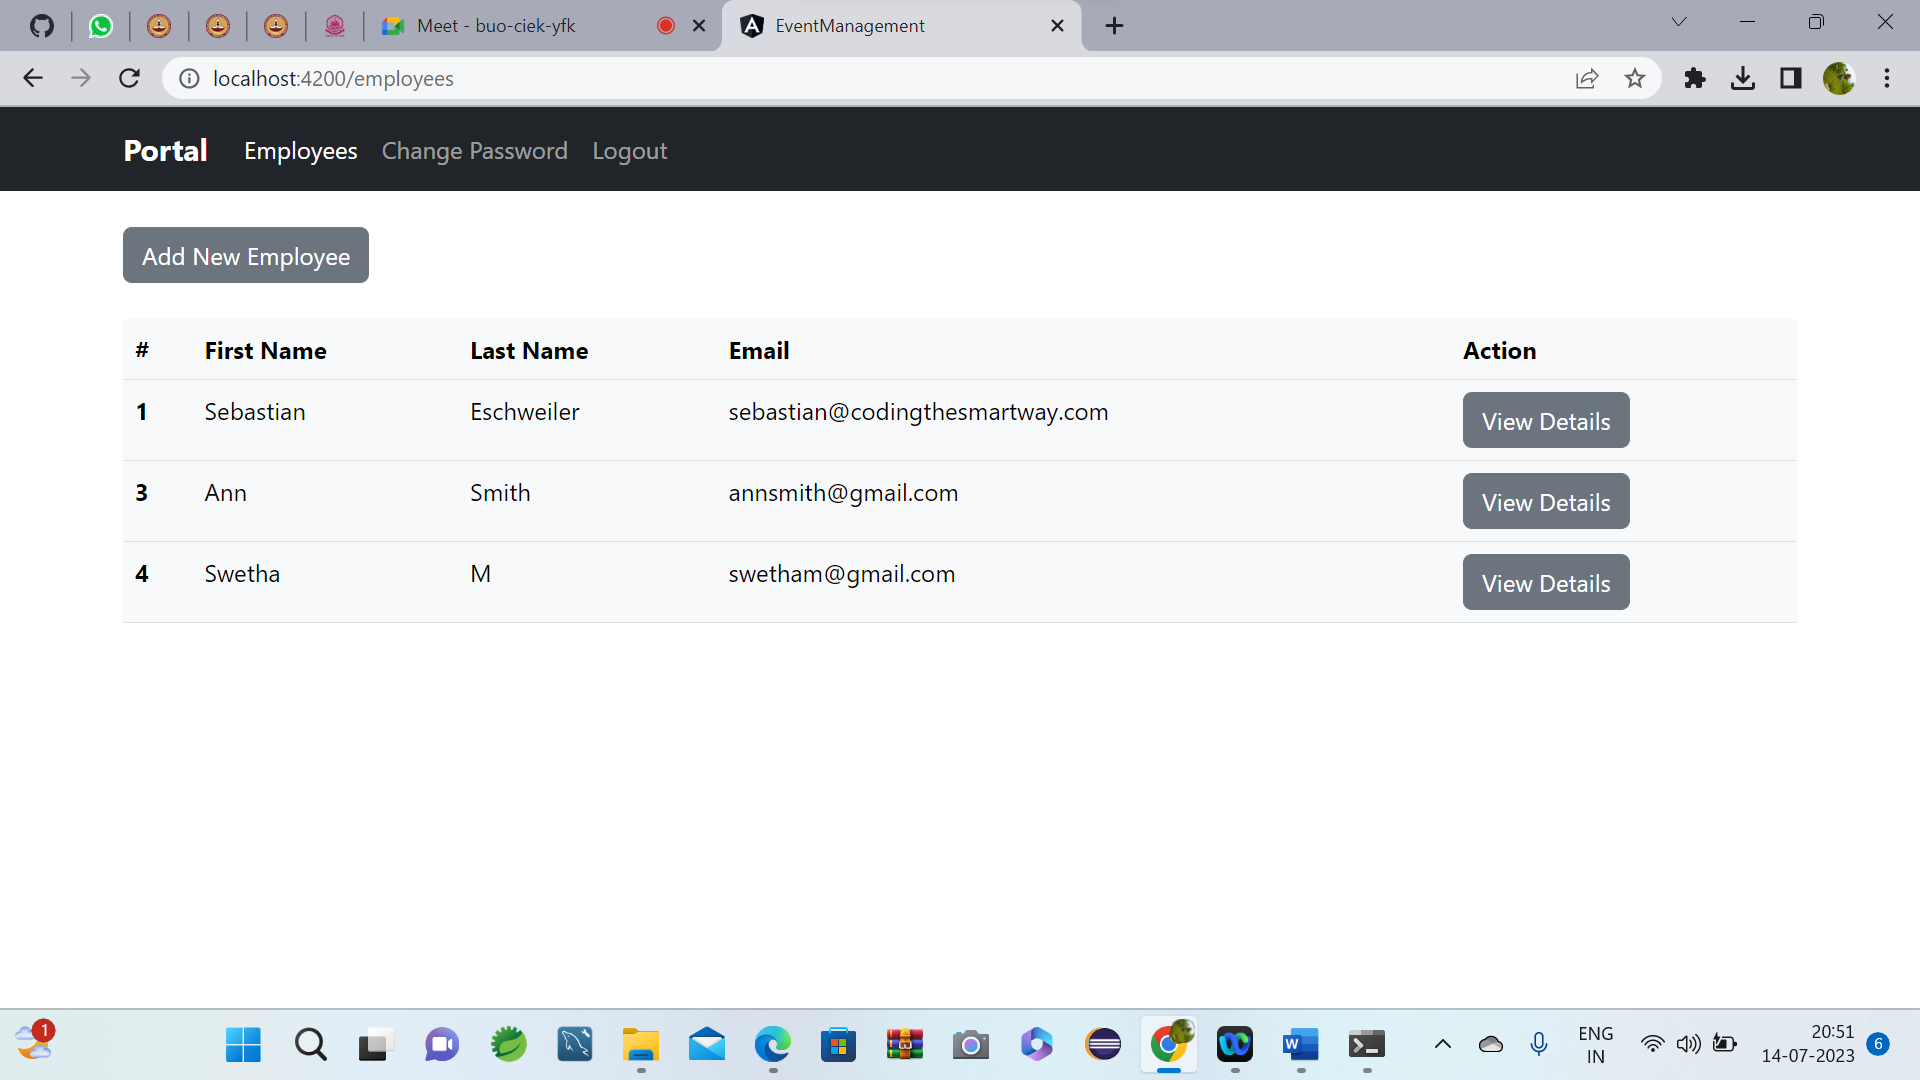 Meet - buo-ciek-yfk
EventManagement
localhost:4200/employees
Portal Employees Change Password Logout
Add New Employee
# First Name Last Name Email Action
1 Sebastian Eschweiler sebastian@codingthesmartway.com View Details
3 Ann Smith annsmith@gmail.com View Details
4 Swetha M swetham@gmail.com View Details
1
W
ENG
IN
20:51
14-07-2023
6